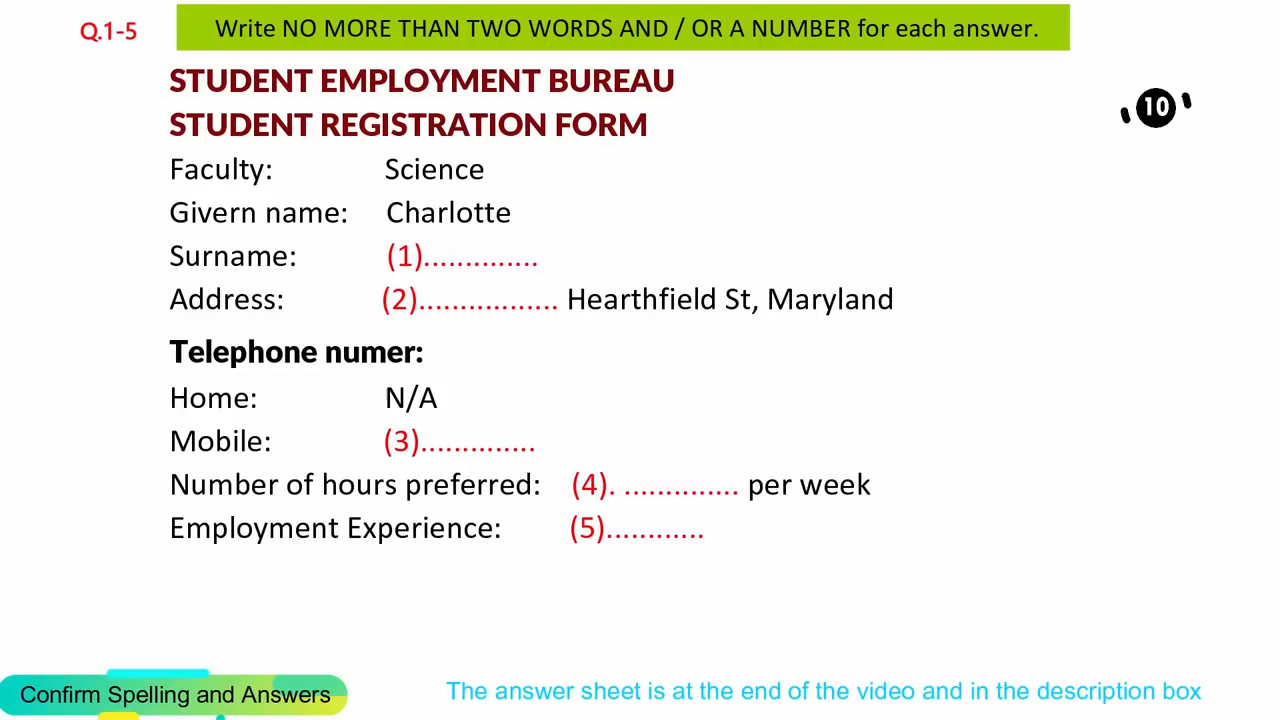 Q.1-5
Write NO MORE THAN TWO WORDS AND / OR A NUMBER for each answer.
STUDENT EMPLOYMENT BUREAU
10
STUDENT REGISTRATION FORM
Faculty: Science
Givern name: Charlotte
Surname: (1)..............
Address: (2)................. Hearthfield St, Maryland
Telephone numer:
Home: N/A
Mobile: (3)..............
Number of hours preferred: (4). .............. per week
Employment Experience: (5)............
Confirm Spelling and Answers
The answer sheet is at the end of the video and in the description box